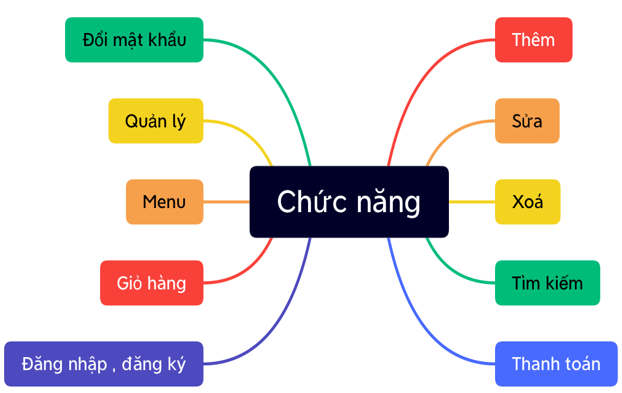 Đổi mật khẩu
Quản lý
Menu
Giỏ hàng
Đăng nhập , đăng ký
Chức năng
Thêm
Sửa
Xoá
Tìm kiếm
Thanh toán